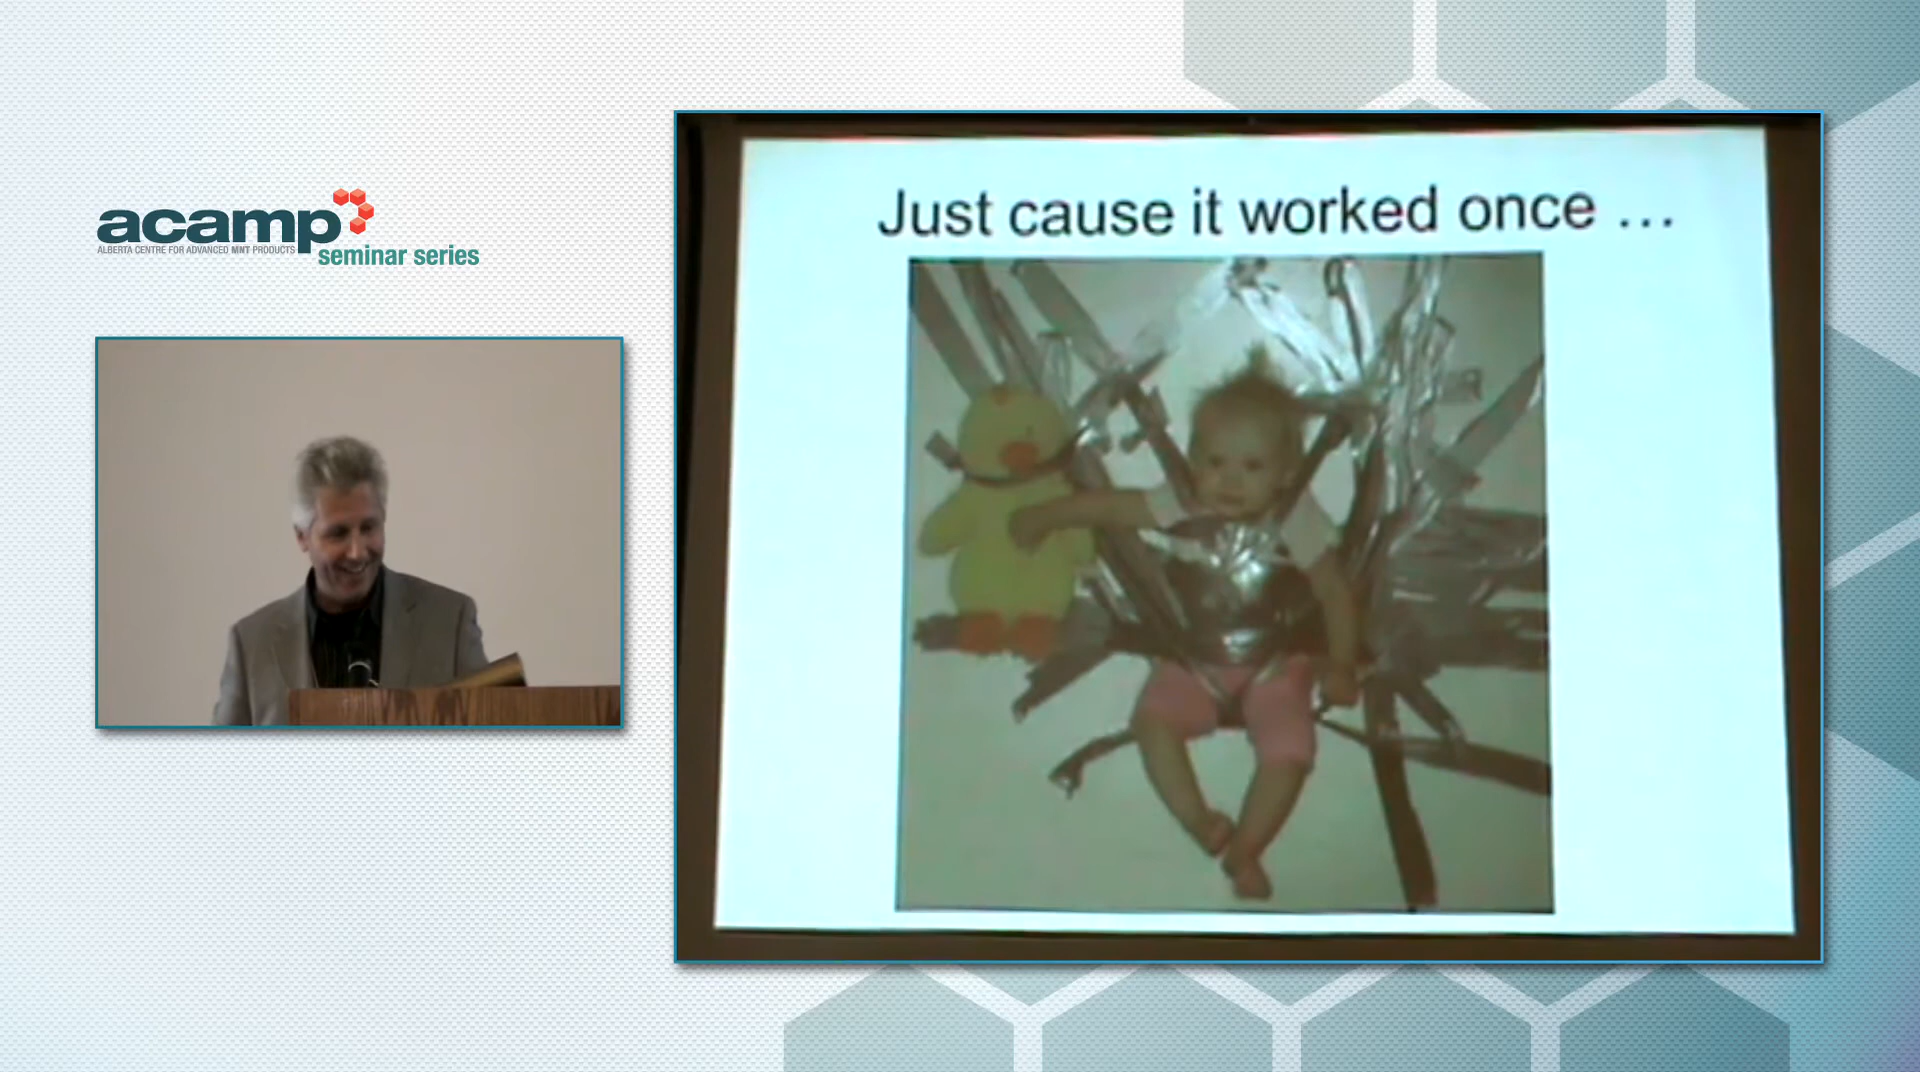 acamp
ALBERTA CENTRE FOR ADVANCED MNT PRODUCTS
seminar series
Just cause it worked once ...